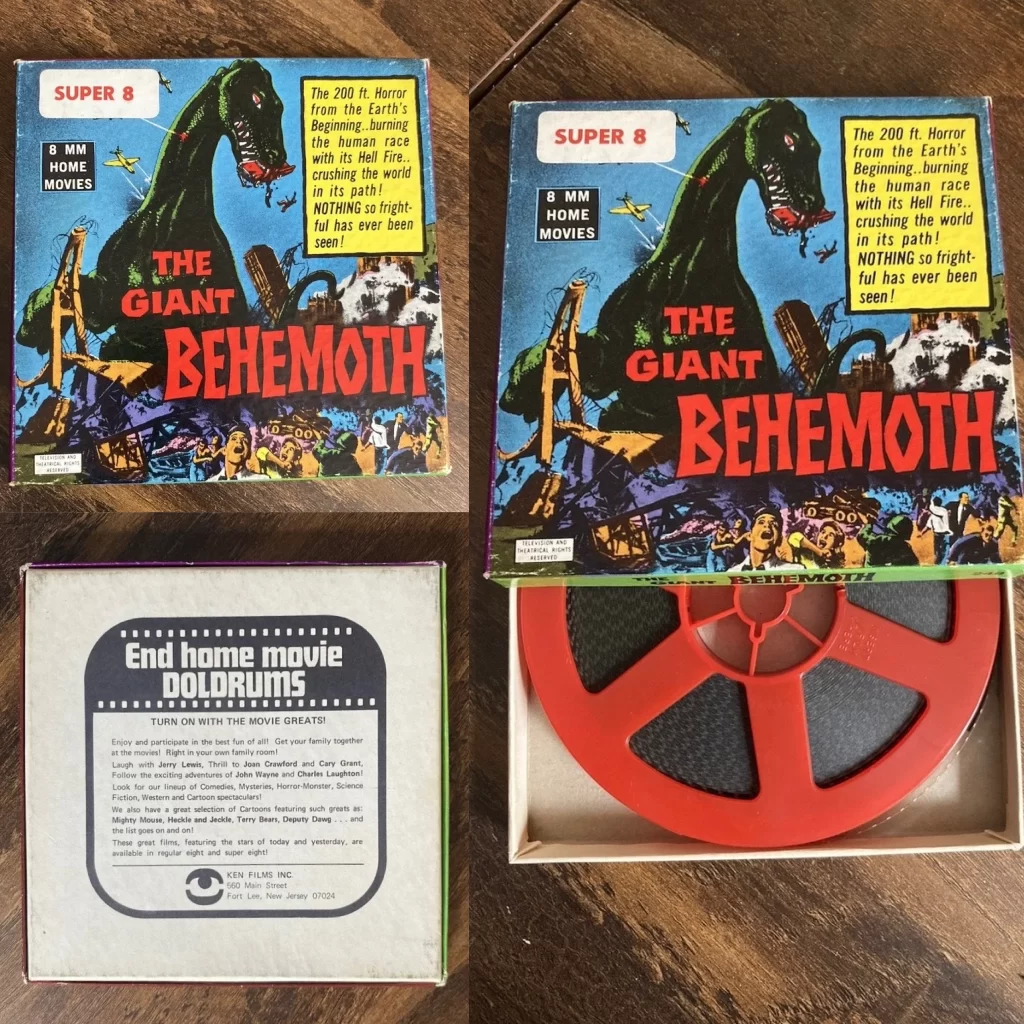 SUPER 8
8 MM
HOME
MOVIES
The 200 ft. Horror
from the Earth's
Beginning..burning
the human race
with its Hell Fire..
crushing the world
in its path!
NOTHING so fright-
ful has ever been
seen!
THE
GIANT
BEHEMOTH
TELEVISION AND
THEATRICAL RIGHTS
RESERVED
SUPER 8
8 MM
HOME
MOVIES
The 200 ft. Horror
from the Earth's
Beginning..burning
the human race
with its Hell Fire..
crushing the world
in its path!
NOTHING so fright-
ful has ever been
seen!
THE
GIANT
BEHEMOTH
TELEVISION AND
THEATRICAL RIGHTS
RESERVED
THE GIANT BEHEMOTH
End home movie
DOLDRUMS
TURN ON WITH THE MOVIE GREATS!
Enjoy and participate in the best fun of all! Get your family together
at the movies! Right in your own family room!
Laugh with Jerry Lewis, Thrill to Joan Crawford and Cary Grant,
Follow the exciting adventures of John Wayne and Charles Laughton!
Look for our lineup of Comedies, Mysteries, Horror-Monster, Science
Fiction, Western and Cartoon spectaculars!
We also have a great selection of Cartoons featuring such greats as:
Mighty Mouse, Heckle and Jeckle, Terry Bears, Deputy Dawg . . . and
the list goes on and on!
These great films, featuring the stars of today and yesterday, are
available in regular eight and super eight!
KEN FILMS INC.
560 Main Street
Fort Lee, New Jersey 07024